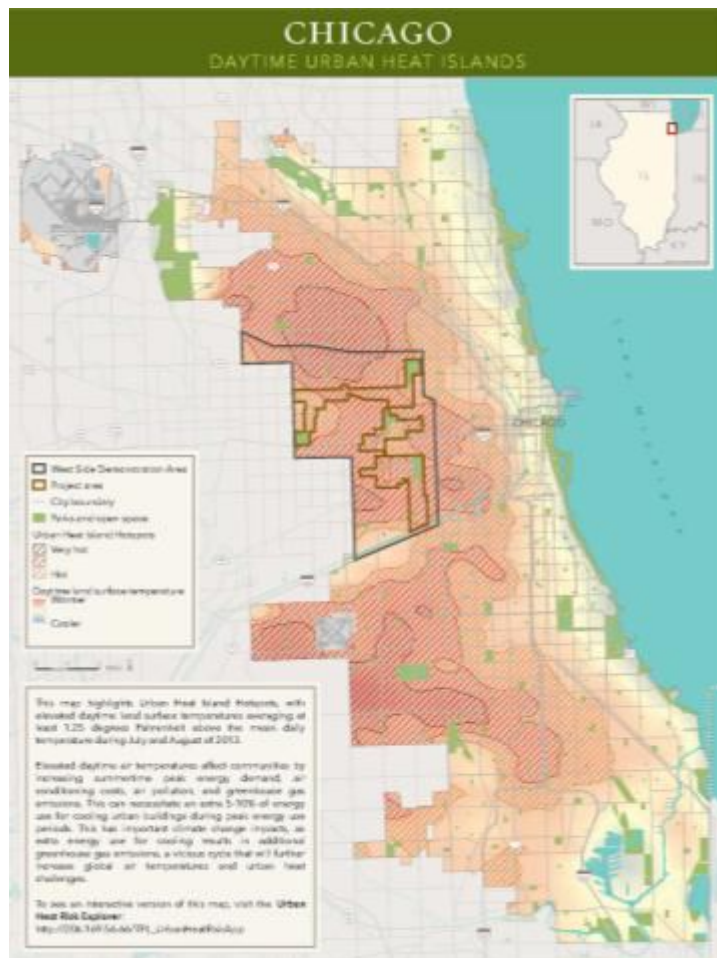 CHICAGO
DAYTIME URBAN HEAT ISLANDS
IL
CHICAGO
West Side Demonstration Area
Project area
City boundary
Parks and open space
Urban Heat Island Hotspots
Very hot
Hot
Daytime land surface temperature
Warmer
Cooler
This map highlights Urban Heat Island Hotspots, with
elevated daytime land surface temperatures averaging at
least 1.25 degrees Fahrenheit above the mean daily
temperature during July and August of 2013.
Elevated daytime air temperatures affect communities by
increasing summertime peak energy demand, air
conditioning costs, air pollution, and greenhouse gas
emissions. This can necessitate an extra 5-10% of energy
use for cooling urban buildings during peak energy use
periods. This has important climate change impacts, as
extra energy use for cooling results in additional
greenhouse gas emissions, a vicious cycle that will further
increase global air temperatures and urban heat
challenges.
To see an interactive version of this map, visit the Urban
Heat Risk Explorer